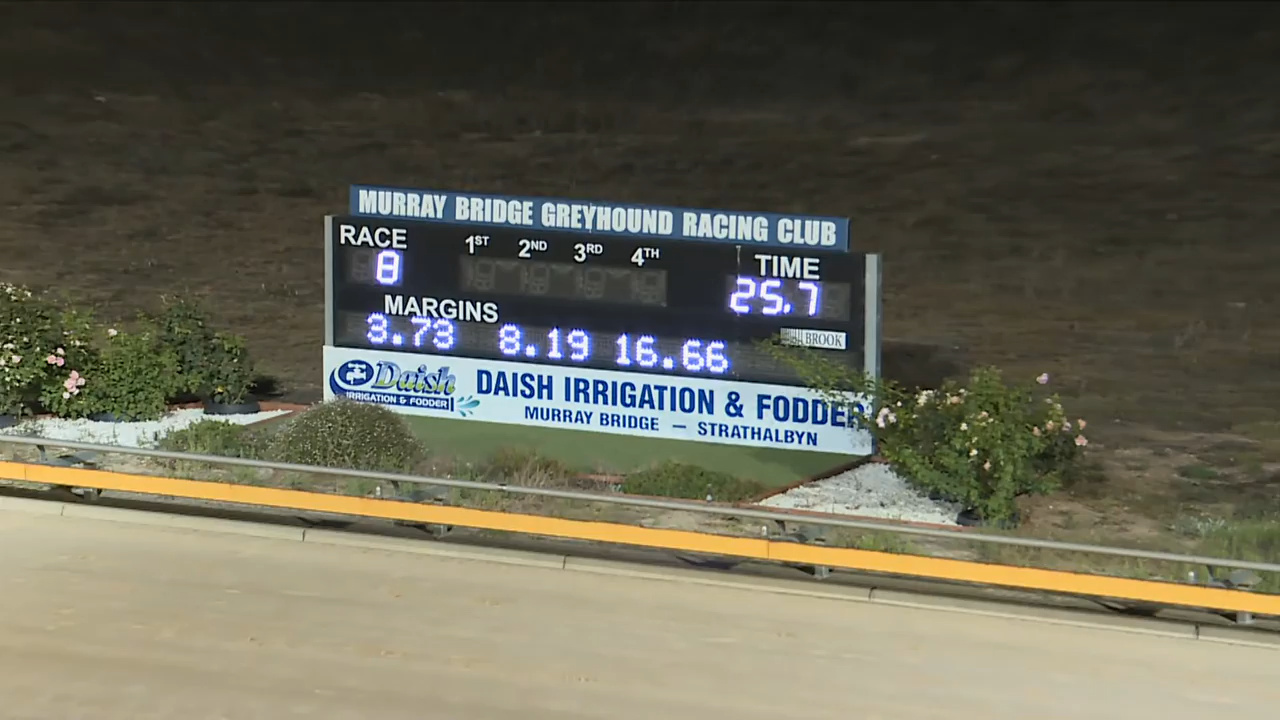 MURRAY BRIDGE GREYHOUND RACING CLUB
RACE 1ST 2ND 3RD 4TH TIME
8 25.7
MARGINS
3.73 8.19 16.66
BROOK
Daish
IRRIGATION & FODDER
DAISH IRRIGATION & FODDER
MURRAY BRIDGE — STRATHALBYN